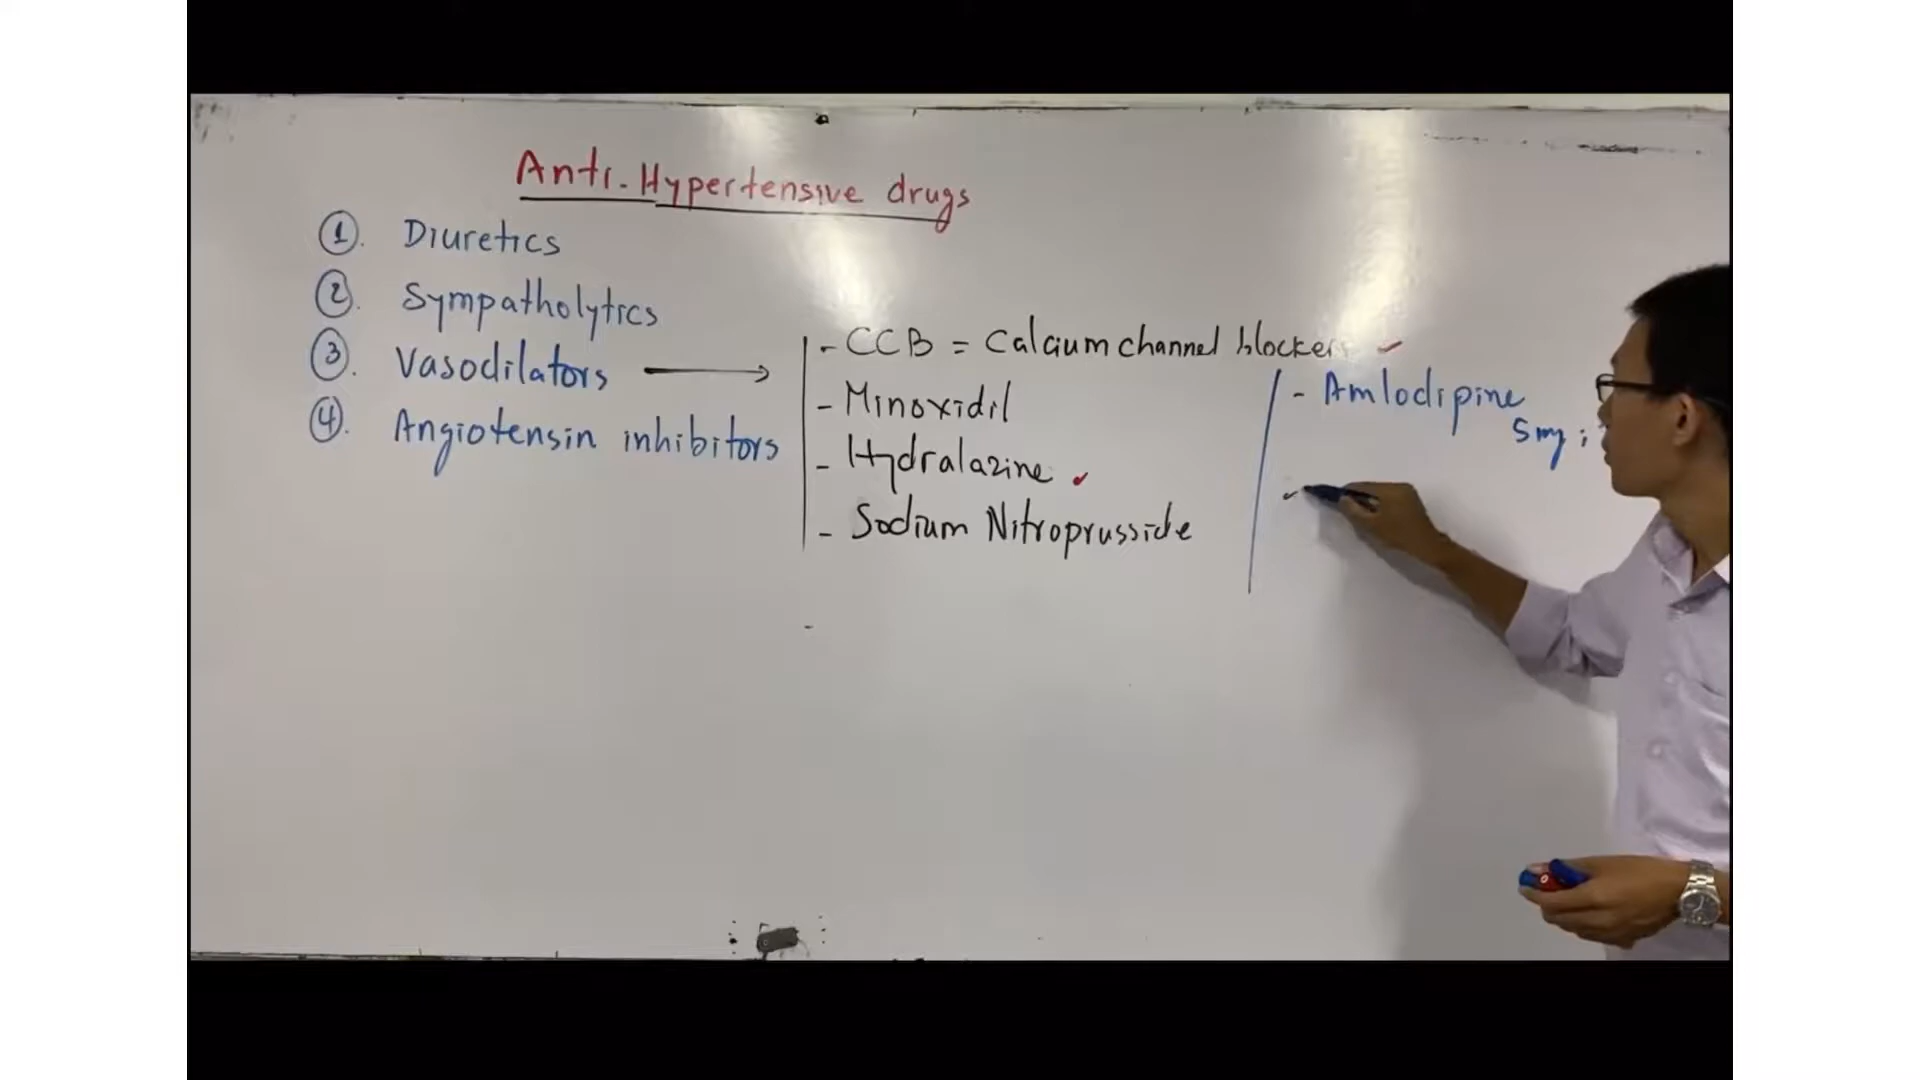 Anti-Hypertensive drugs
1. Diuretics
2. Sympatholytics
3. Vasodilators →
4. Angiotensin inhibitors
- CCB = Calcium channel blockers ✓
- Minoxidil
- Hydralazine ✓
- Sodium Nitroprusside
- Amlodipine
5mg ;